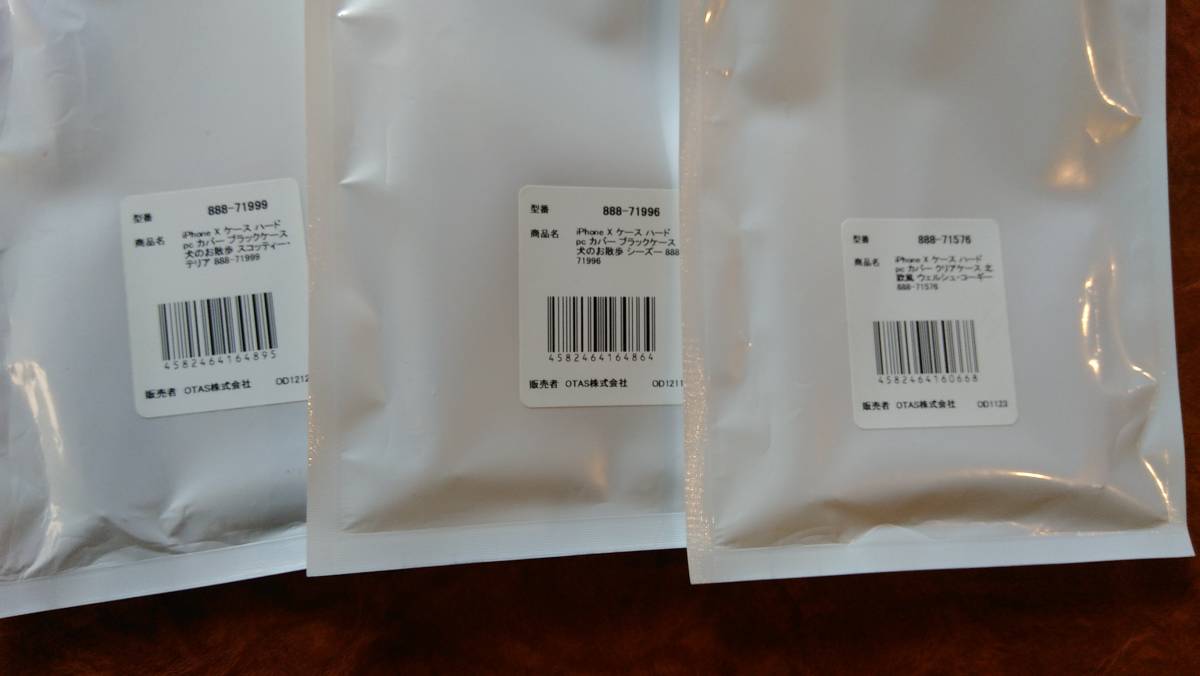 型番 888-71999
商品名 iPhone X ケース ハード
pc カバー ブラックケース
犬のお散歩 スコッティー・
テリア 888-71999
4582464164895
販売者 OTAS株式会社 OD1212
型番 888-71996
商品名 iPhone X ケース ハード
pc カバー ブラックケース
犬のお散歩 シーズー 888
71996
4582464164864
販売者 OTAS株式会社 OD1211
型番 888-71576
商品名 iPhone X ケース ハード
pc カバー クリアケース 北
欧風 ウェルシュ・コーギー
888-71576
4582464160668
販売者 OTAS株式会社 OD1123